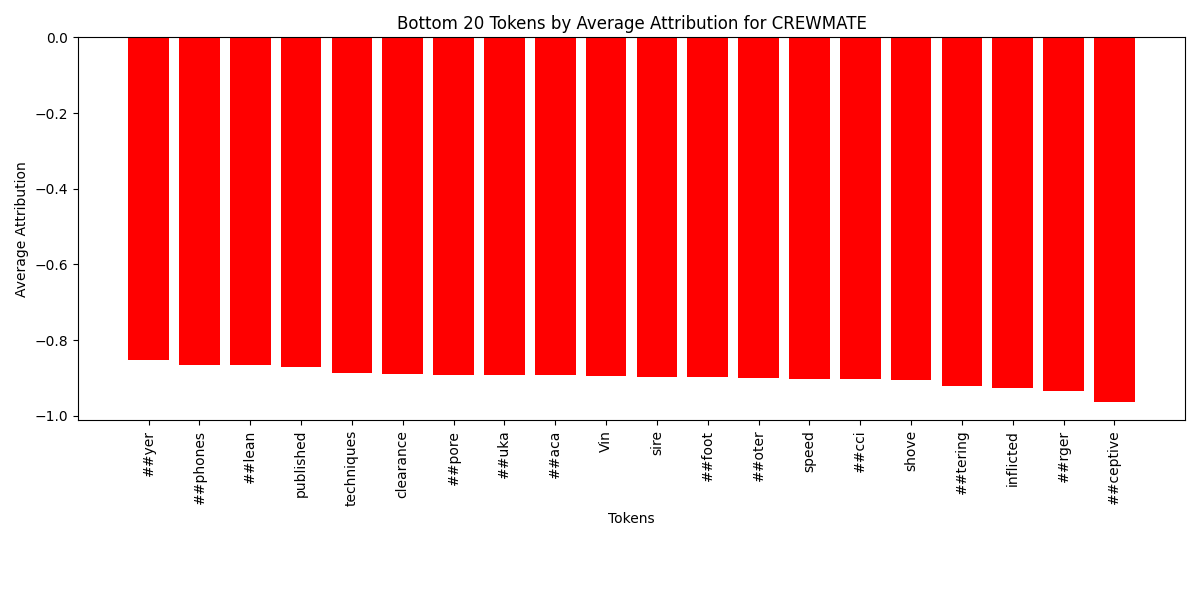 Bottom 20 Tokens by Average Attribution for CREWMATE
0.0
−0.2
−0.4
−0.6
−0.8
−1.0
Average Attribution
##yer
##phones
##lean
published
techniques
clearance
##pore
##uka
##aca
Vin
sire
##foot
##oter
speed
##cci
shove
##tering
inflicted
##rger
##ceptive
Tokens